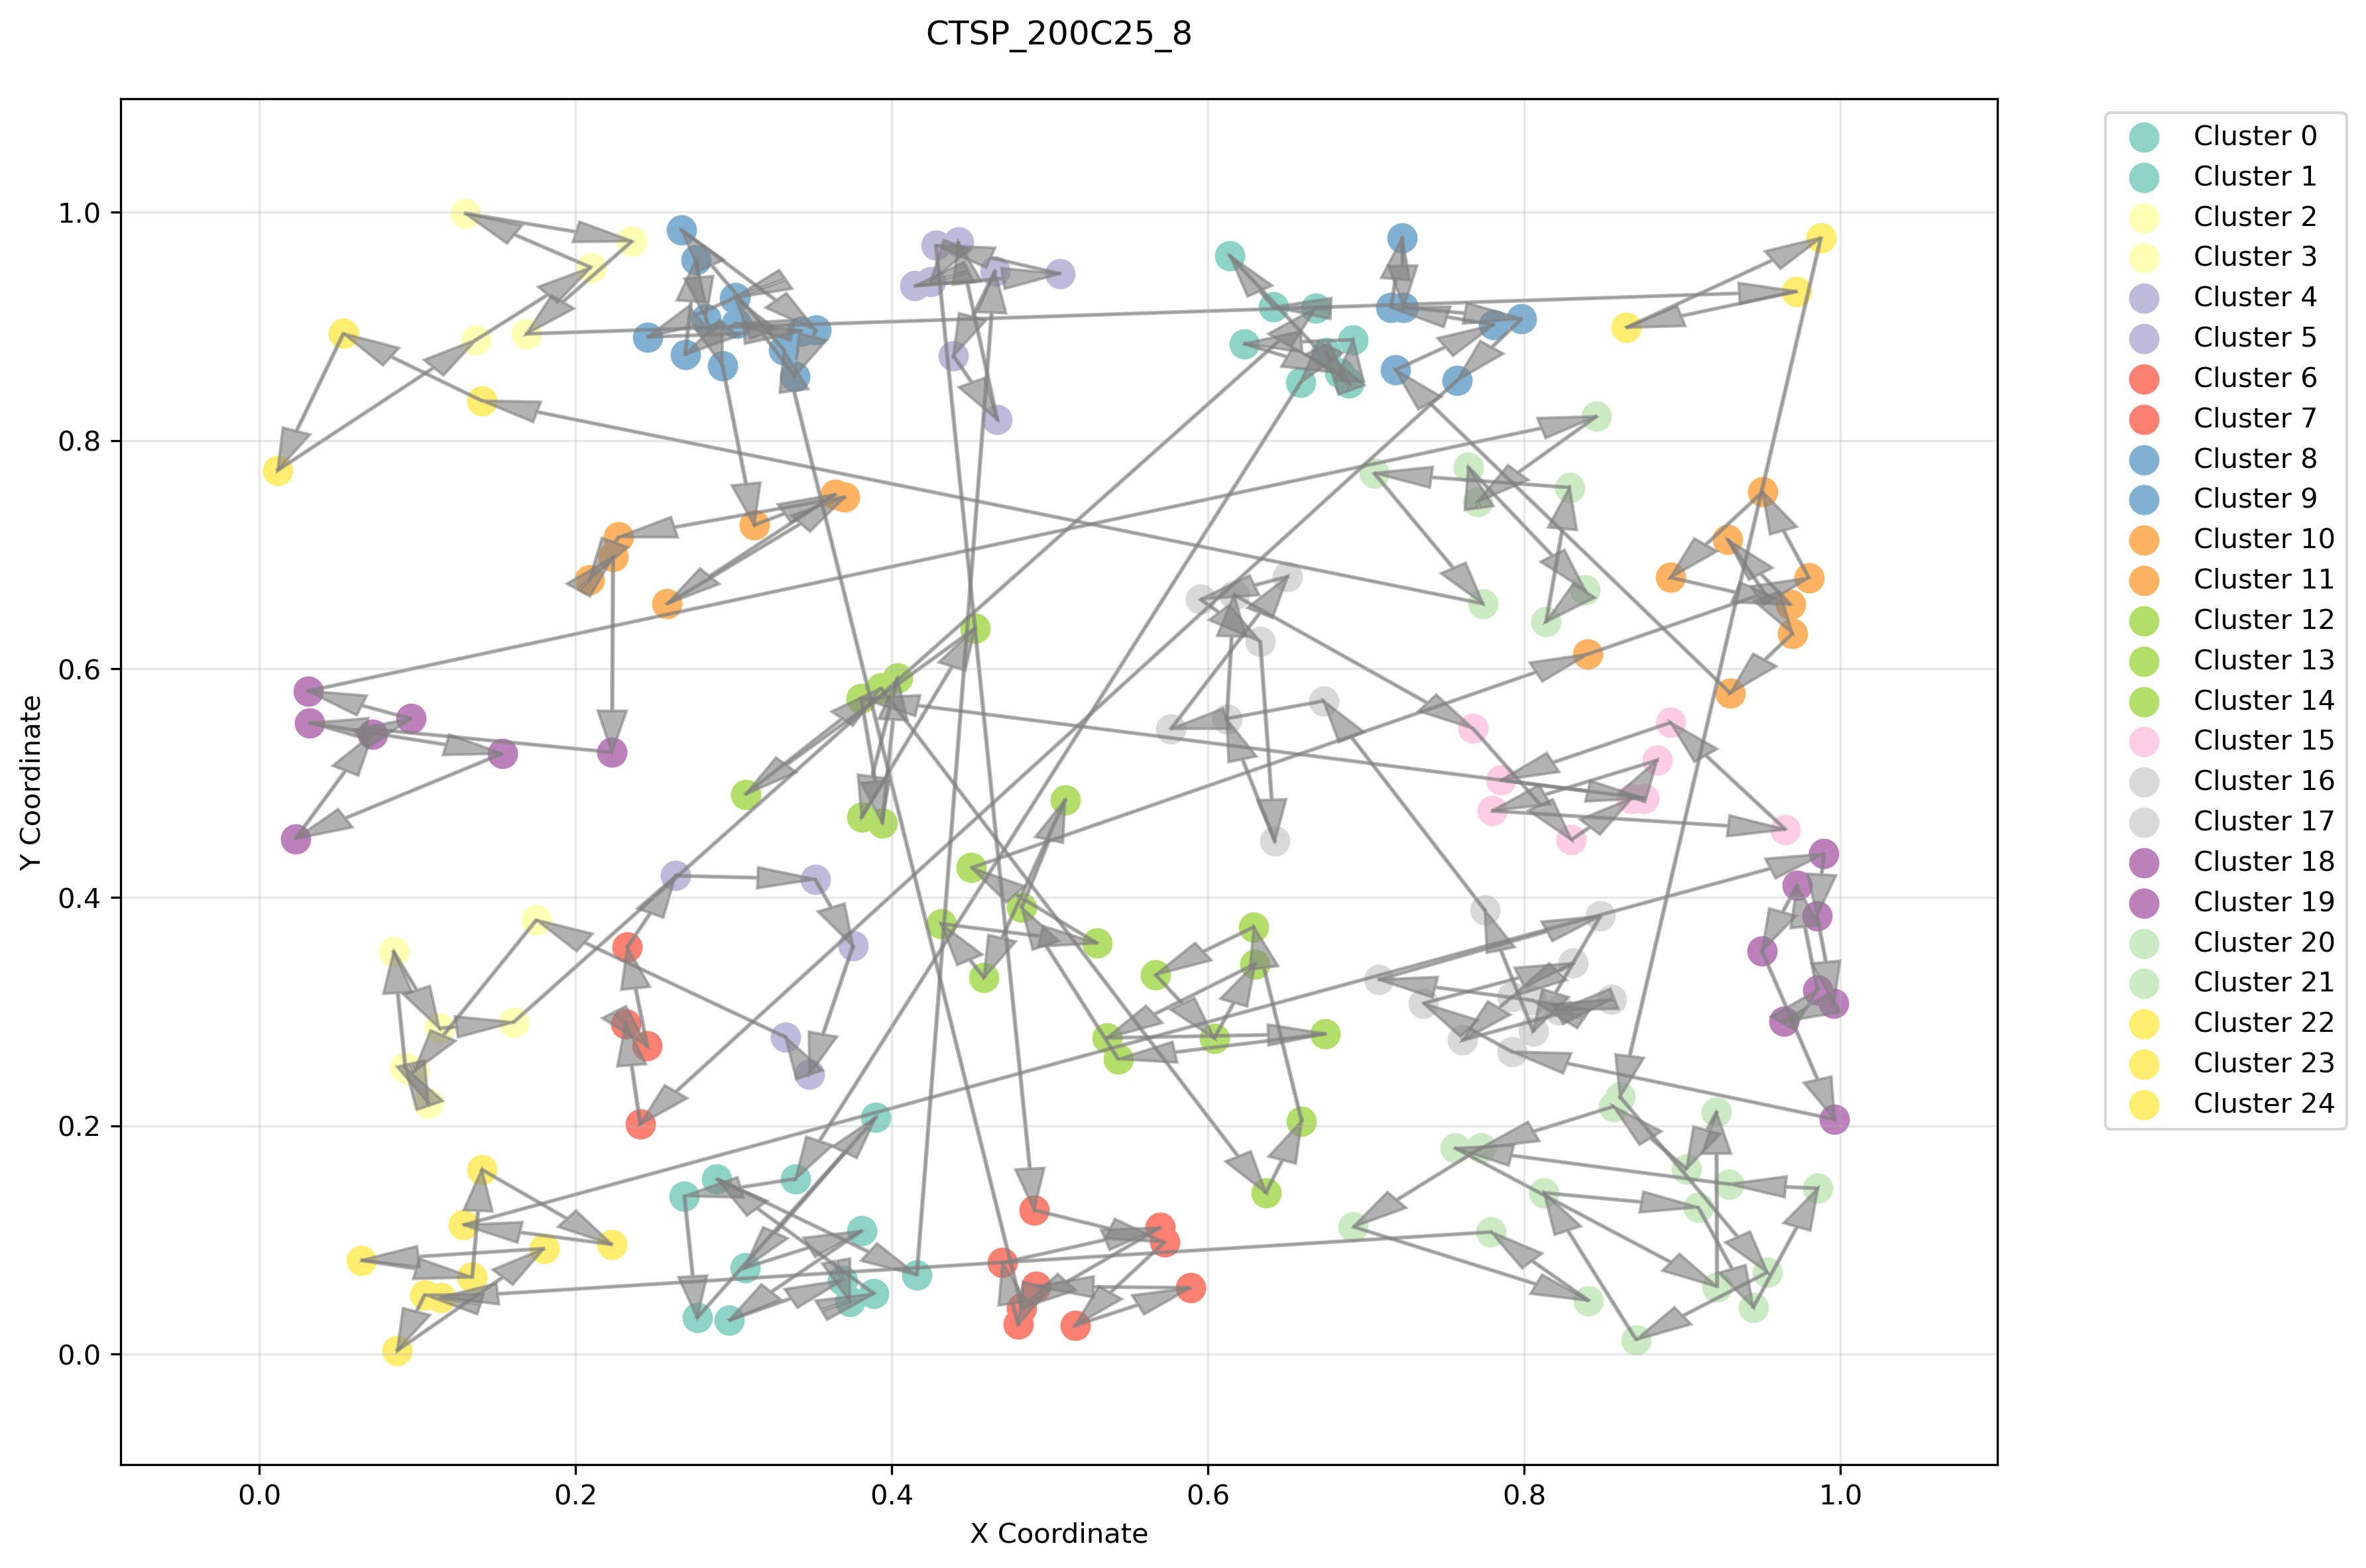 CTSP_200C25_8
1.0
0.8
0.6
0.4
0.2
0.0
Y Coordinate
0.0 0.2 0.4 0.6 0.8 1.0
X Coordinate
Cluster 0
Cluster 1
Cluster 2
Cluster 3
Cluster 4
Cluster 5
Cluster 6
Cluster 7
Cluster 8
Cluster 9
Cluster 10
Cluster 11
Cluster 12
Cluster 13
Cluster 14
Cluster 15
Cluster 16
Cluster 17
Cluster 18
Cluster 19
Cluster 20
Cluster 21
Cluster 22
Cluster 23
Cluster 24